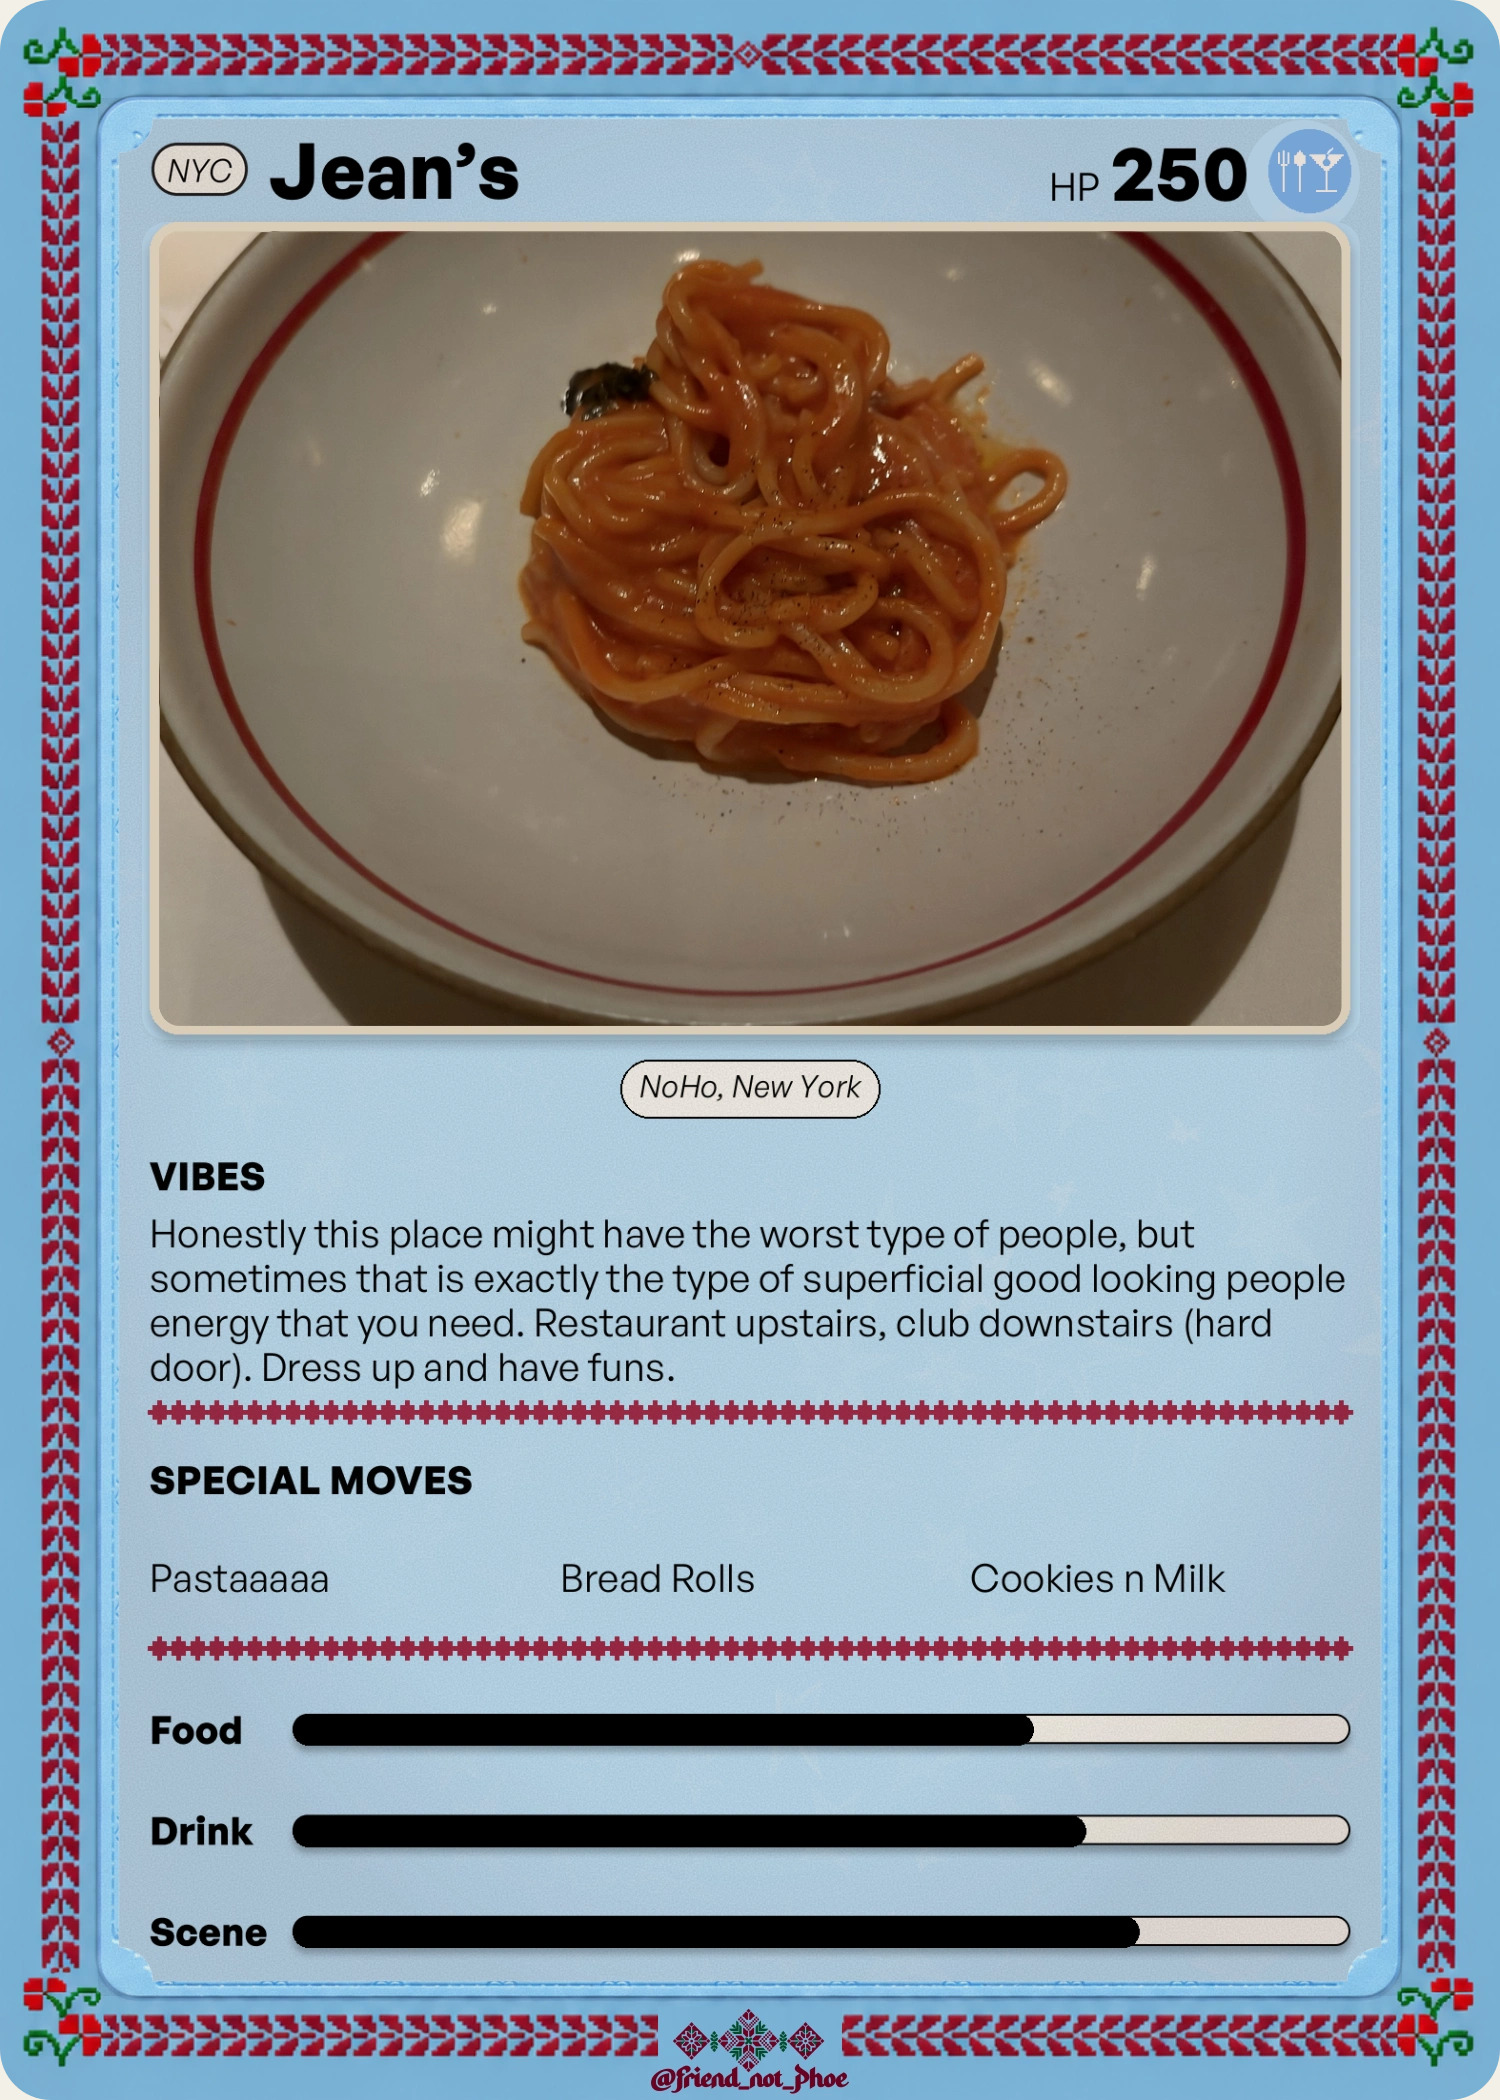 NYC Jean’s HP 250
NoHo, New York
VIBES
Honestly this place might have the worst type of people, but
sometimes that is exactly the type of superficial good looking people
energy that you need. Restaurant upstairs, club downstairs (hard
door). Dress up and have funs.
SPECIAL MOVES
Pastaaaaa Bread Rolls Cookies n Milk
Food
Drink
Scene
@friend_not_phoe